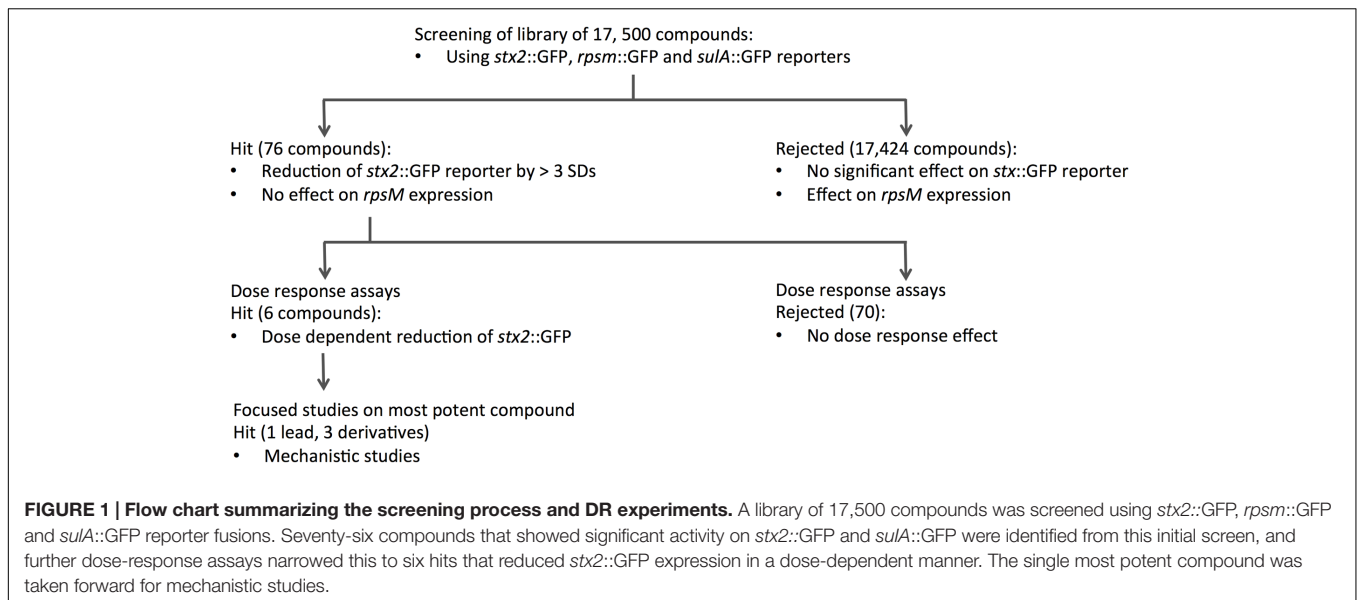 Screening of library of 17, 500 compounds:
• Using stx2::GFP, rpsm::GFP and sulA::GFP reporters
Hit (76 compounds):
• Reduction of stx2::GFP reporter by > 3 SDs
• No effect on rpsM expression
Rejected (17,424 compounds):
• No significant effect on stx::GFP reporter
• Effect on rpsM expression
Dose response assays
Hit (6 compounds):
• Dose dependent reduction of stx2::GFP
Dose response assays
Rejected (70):
• No dose response effect
Focused studies on most potent compound
Hit (1 lead, 3 derivatives)
• Mechanistic studies
FIGURE 1 | Flow chart summarizing the screening process and DR experiments. A library of 17,500 compounds was screened using stx2::GFP, rpsm::GFP
and sulA::GFP reporter fusions. Seventy-six compounds that showed significant activity on stx2::GFP and sulA::GFP were identified from this initial screen, and
further dose-response assays narrowed this to six hits that reduced stx2::GFP expression in a dose-dependent manner. The single most potent compound was
taken forward for mechanistic studies.